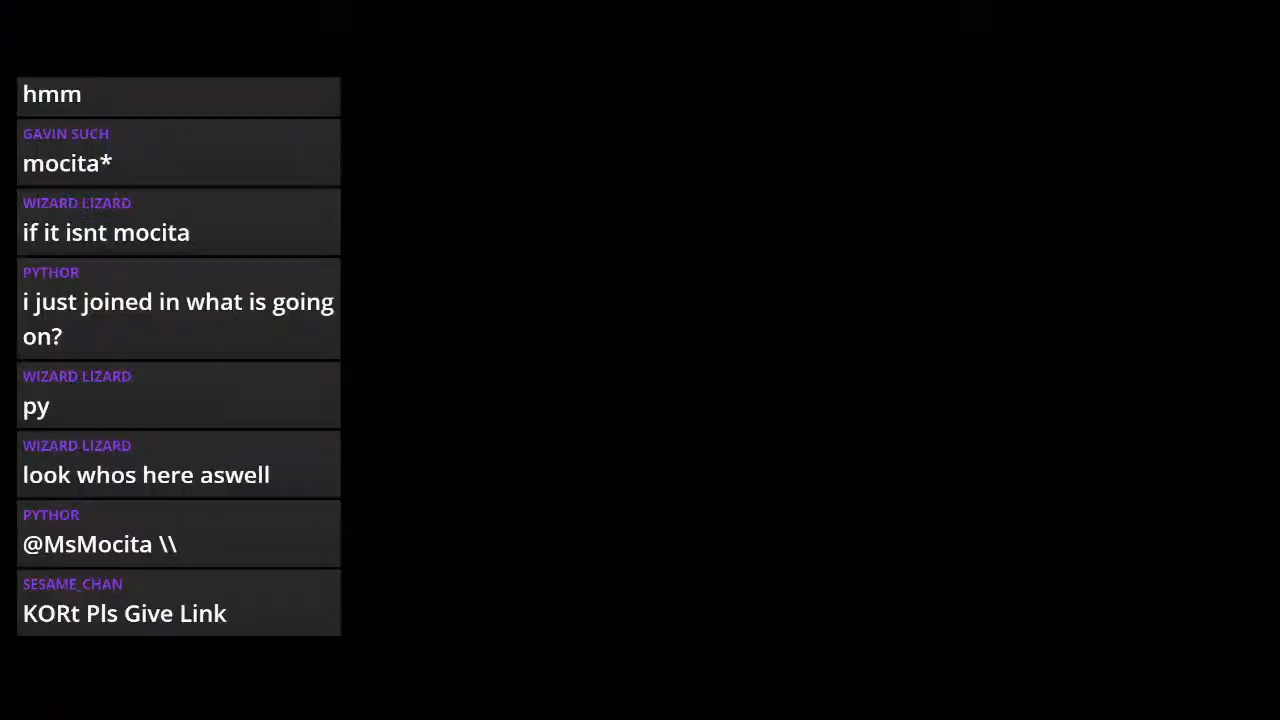 hmm
GAVIN SUCH
mocita*
WIZARD LIZARD
if it isnt mocita
PYTHOR
i just joined in what is going
on?
WIZARD LIZARD
py
WIZARD LIZARD
look whos here aswell
PYTHOR
@MsMocita \\
SESAME_CHAN
KORt Pls Give Link